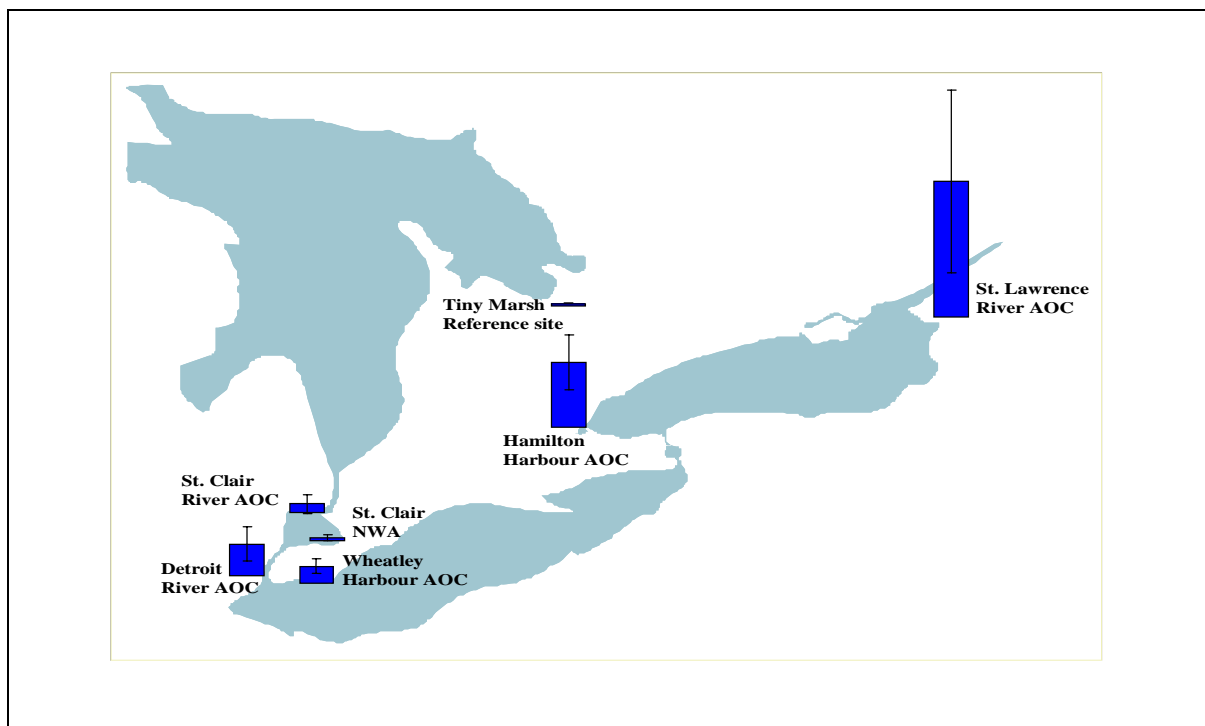 Tiny Marsh
Reference site
St. Lawrence
River AOC
Hamilton
Harbour AOC
St. Clair
River AOC
St. Clair
NWA
Detroit
River AOC
Wheatley
Harbour AOC